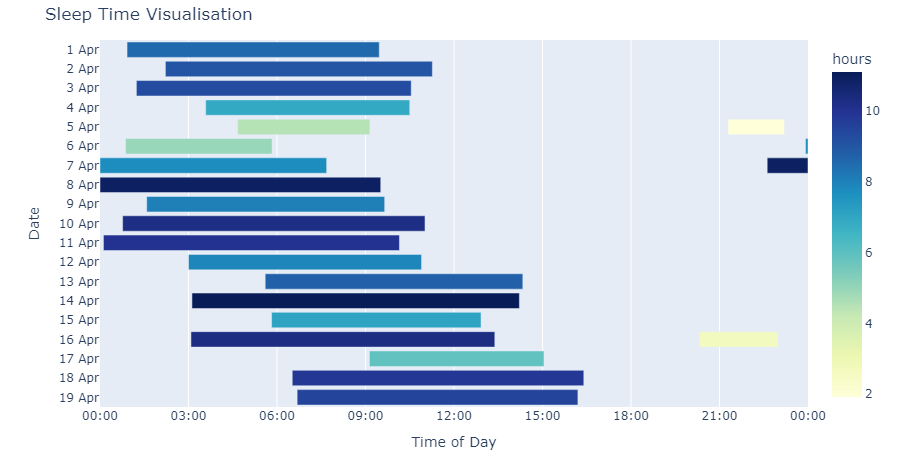 Sleep Time Visualisation
hours
1 Apr
2 Apr
3 Apr
4 Apr
5 Apr
6 Apr
7 Apr
8 Apr
9 Apr
10 Apr
11 Apr
12 Apr
13 Apr
14 Apr
15 Apr
16 Apr
17 Apr
18 Apr
19 Apr
Date
00:00 03:00 06:00 09:00 12:00 15:00 18:00 21:00 00:00
Time of Day
10
8
6
4
2